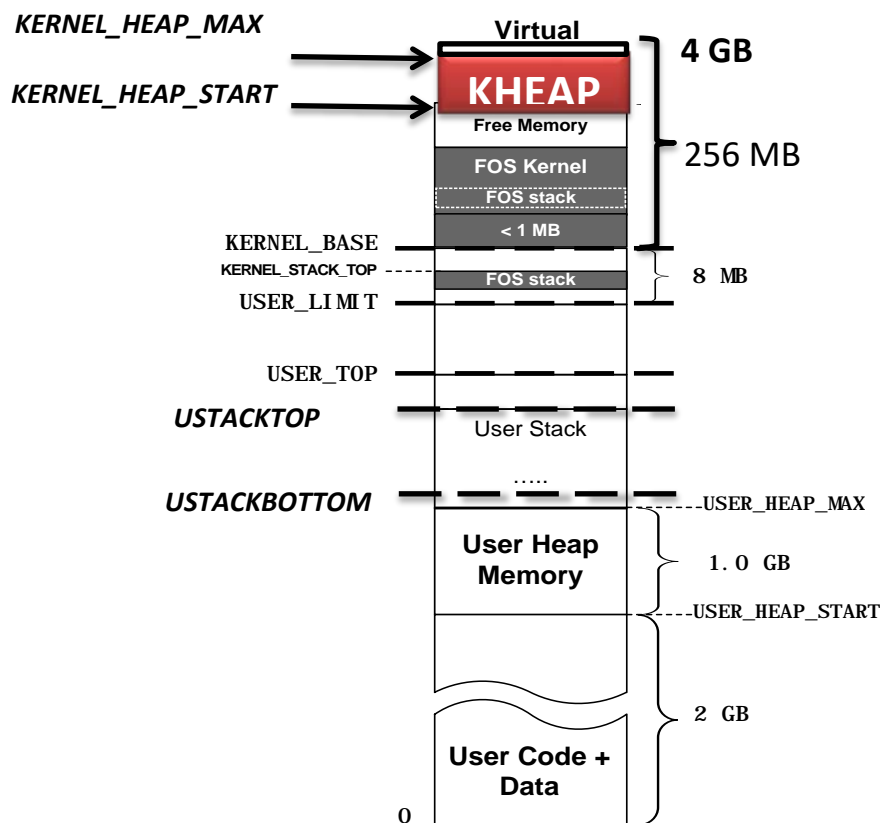 KERNEL_HEAP_MAX
Virtual
4 GB
KERNEL_HEAP_START
KHEAP
Free Memory
256 MB
FOS Kernel
FOS stack
< 1 MB
KERNEL_BASE
KERNEL_STACK_TOP
FOS stack
8 MB
USER_LIMIT
USER_TOP
USTACKTOP
User Stack
.....
USTACKBOTTOM
USER_HEAP_MAX
User Heap
Memory
1.0 GB
USER_HEAP_START
2 GB
User Code +
Data
0